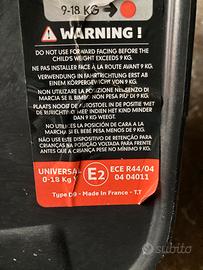 9-18 KG
WARNING !
DO NOT USE FORWARD FACING BEFORE THE
CHILD'S WEIGHT EXCEEDS 9 KG.
NE PAS INSTALLER FACE A LA ROUTE AVANT 9 KG.
VERWENDUNG IN FAHRTRICHTUNG ERST AB
EINEM KÖRPERGEWICHT VON 9 KG.
NON UTILIZZARE LA POSIZIONE NEL SENSO DI
MARCIA SE IL BIMBO NON PESA PIÙ DI 9 KG.
PLAATS NOOIT DE AUTOSTOEL IN DE POSITIE "MET
DE RIJRICHTING MEE" INDIEN HET KIND MINDER
DAN 9 KG WEEGT.
NO UTILIZAR LA POSICIÓN DE CARA A LA
MARCHA SI EL BEBÉ PESA MENOS DE 9 KG.
NÃO USE ESTE DISPOSITIVO DE RETENÇÃO PARA
CRIANÇAS NA POSIÇÃO VOLTADA PARA FRENTE
ANTES QUE A CRIANÇA PESE NO MÍNIMO 9 KG.
UNIVERSAL
0-18 Kg Y
E2
ECE R44/04
04 04011
Type D9 - Made In France - T.T
subito